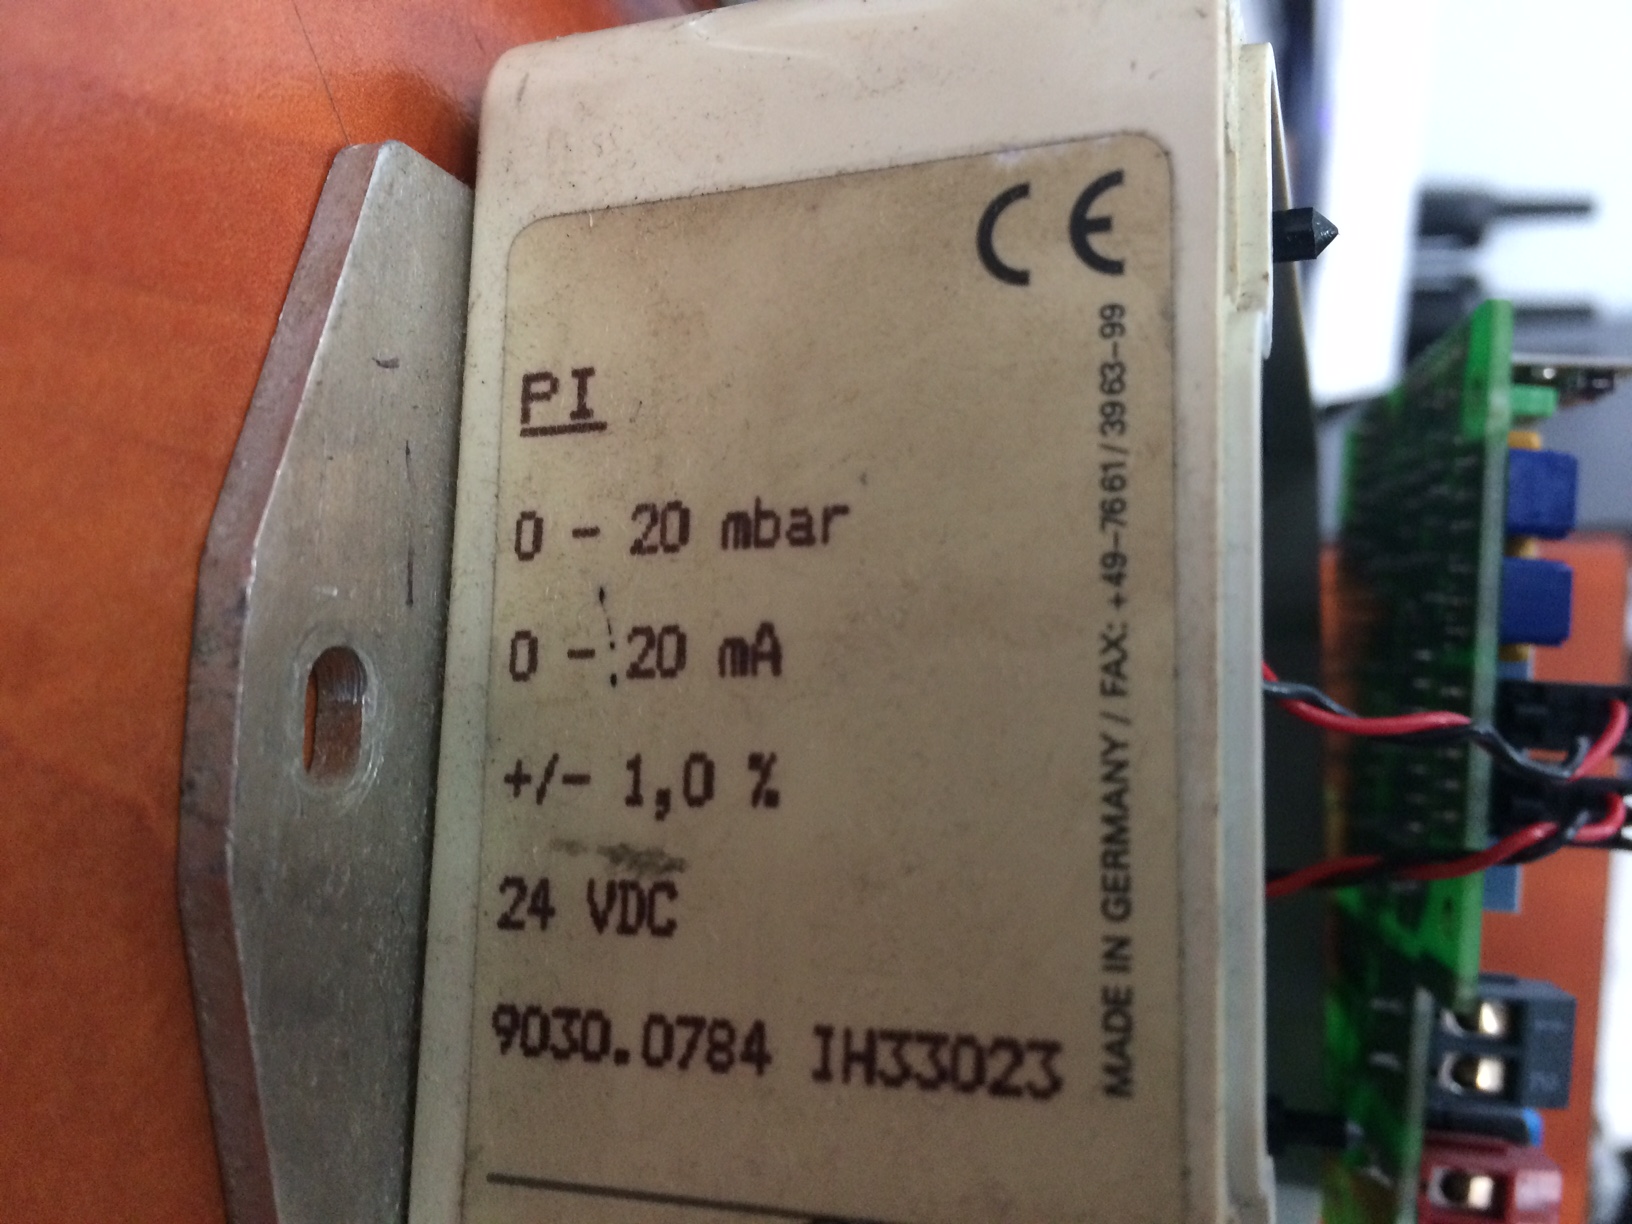 CE
PI
0 - 20 mbar
0 - 20 mA
+/- 1,0 %
24 VDC
9030.0784 IH33023
MADE IN GERMANY / FAX: +49-7661/3963-99